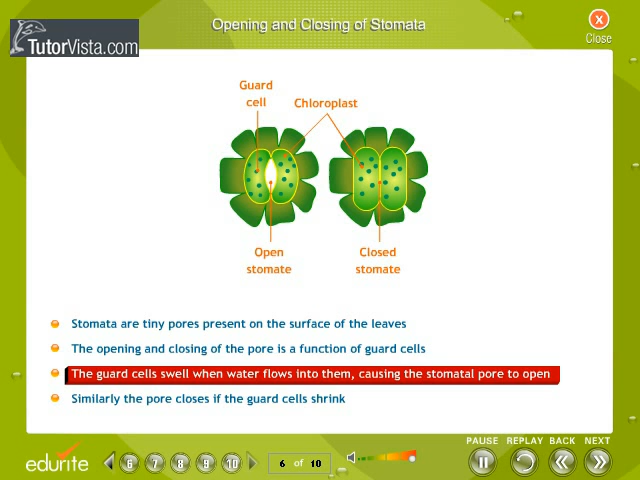 Opening and Closing of Stomata
Close
TutorVista.com
Guard
cell
Chloroplast
Open
stomate
Closed
stomate
Stomata are tiny pores present on the surface of the leaves
The opening and closing of the pore is a function of guard cells
The guard cells swell when water flows into them, causing the stomatal pore to open
Similarly the pore closes if the guard cells shrink
PAUSE REPLAY BACK NEXT
edurite
6 7 8 9 10
6 of 10